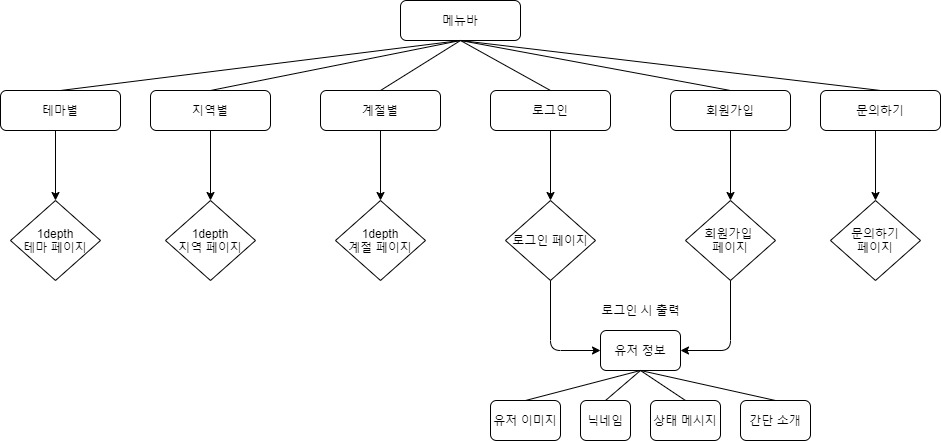 메뉴바
테마별
지역별
계절별
로그인
회원가입
문의하기
1depth
테마 페이지
1depth
지역 페이지
1depth
계절 페이지
로그인 페이지
회원가입
페이지
문의하기
페이지
로그인 시 출력
유저 정보
유저 이미지
닉네임
상태 메시지
간단 소개